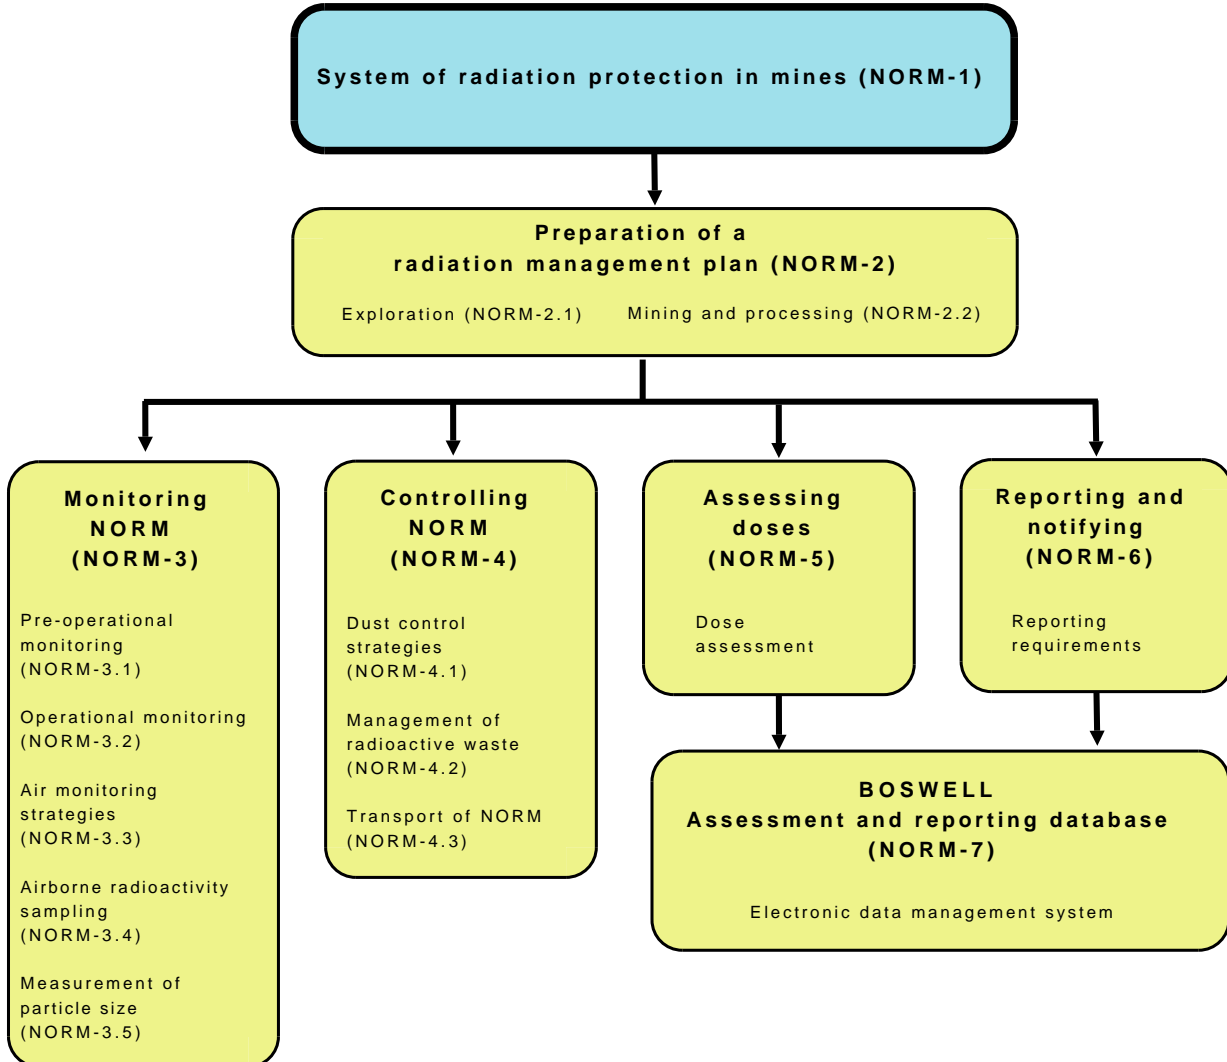 System of radiation protection in mines (NORM-1)
Preparation of a
radiation management plan (NORM-2)
Exploration (NORM-2.1)
Mining and processing (NORM-2.2)
Monitoring
NORM
(NORM-3)
Pre-operational
monitoring
(NORM-3.1)
Operational monitoring
(NORM-3.2)
Air monitoring
strategies
(NORM-3.3)
Airborne radioactivity
sampling
(NORM-3.4)
Measurement of
particle size
(NORM-3.5)
Controlling
NORM
(NORM-4)
Dust control
strategies
(NORM-4.1)
Management of
radioactive waste
(NORM-4.2)
Transport of NORM
(NORM-4.3)
Assessing
doses
(NORM-5)
Dose
assessment
Reporting and
notifying
(NORM-6)
Reporting
requirements
BOSWELL
Assessment and reporting database
(NORM-7)
Electronic data management system